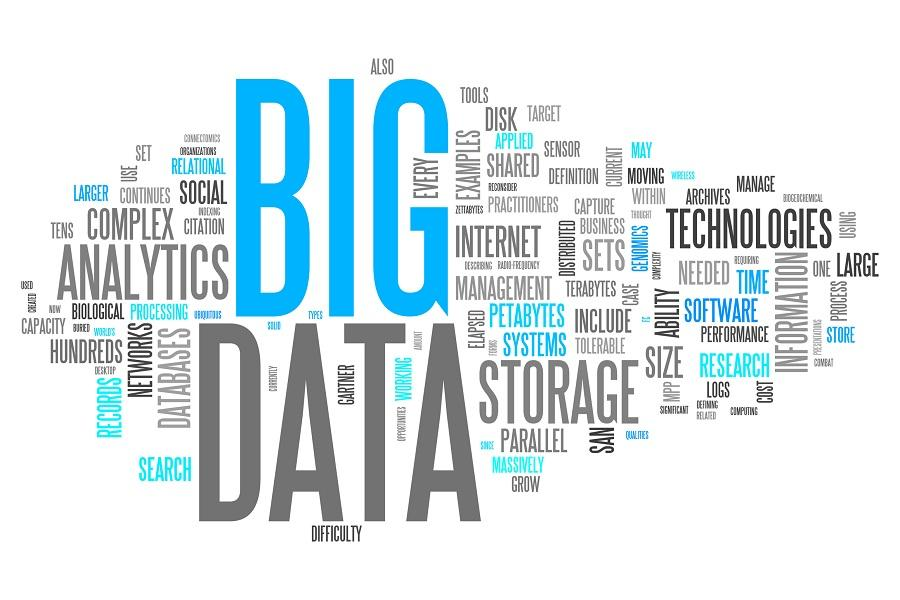 ALSO
BIG
DATA
TOOLS
DISK
TARGET
CONNECTOMICS
ORGANIZATIONS
SET
USE
RELATIONAL
EVERY
EXAMPLES
APPLIED
SHARED
SENSOR
CURRENT
MAY
LARGER
CONTINUES
SOCIAL
RECONSIDER
DEFINITION
MOVING
WIRELESS
MANAGE
INDEXING
ZETTABYTES
PRACTITIONERS
CAPTURE
WITHIN
ARCHIVES
BIOGEOCHEMICAL
TENS
COMPLEX
CITATION
THOUGHT
BUSINESS
TECHNOLOGIES
USING
ANALYTICS
INTERNET
DISTRIBUTED
SETS
GENOMICS
COMPLEXITY
DESCRIBING
RADIO-FREQUENCY
NEEDED
REQUIRING
TIME
INFORMATION
ONE
LARGE
USED
CREATED
NOW
BIOLOGICAL
PROCESSING
UBIQUITOUS
MANAGEMENT
TERABYTES
CASE
ABILITY
SOFTWARE
PROCESS
CAPACITY
BURIED
WORLD'S
SOLID
TYPES
ELAPSED
PETABYTES
INCLUDE
PERFORMANCE
PRESENTATIONS
STORE
HUNDREDS
NETWORKS
DATABASES
AMOUNT
FORMS
SYSTEMS
TOLERABLE
SIZE
RESEARCH
COMBAT
DESKTOP
RECORDS
CURRENTLY
GARTNER
WORKING
STORAGE
MPP
LOGS
COST
OPPORTUNITIES
SIGNIFICANT
DEFINING
RELATED
COMPUTING
SINCE
PARALLEL
SAN
QUALITIES
SEARCH
MASSIVELY
GROW
DIFFICULTY